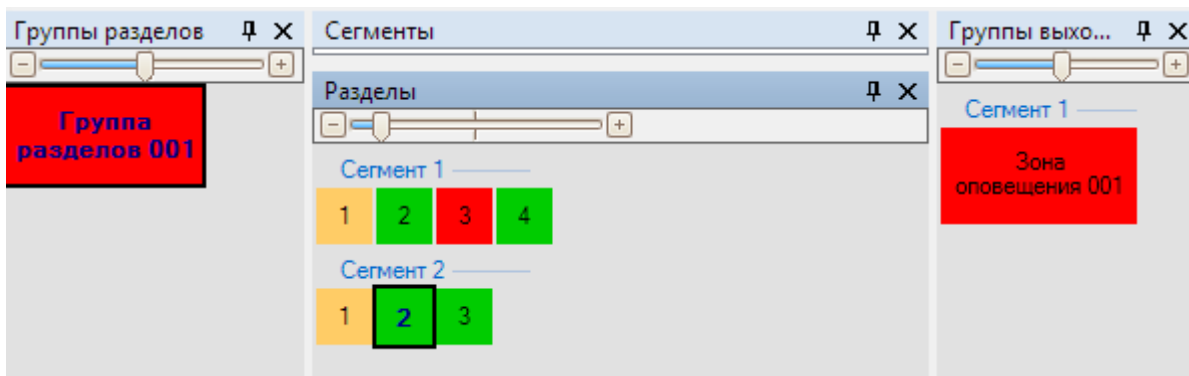 Группы разделов
Группа
разделов 001
Сегменты
Разделы
Сегмент 1
1 2 3 4
Сегмент 2
1 2 3
Группы выхо...
Сегмент 1
Зона
оповещения 001